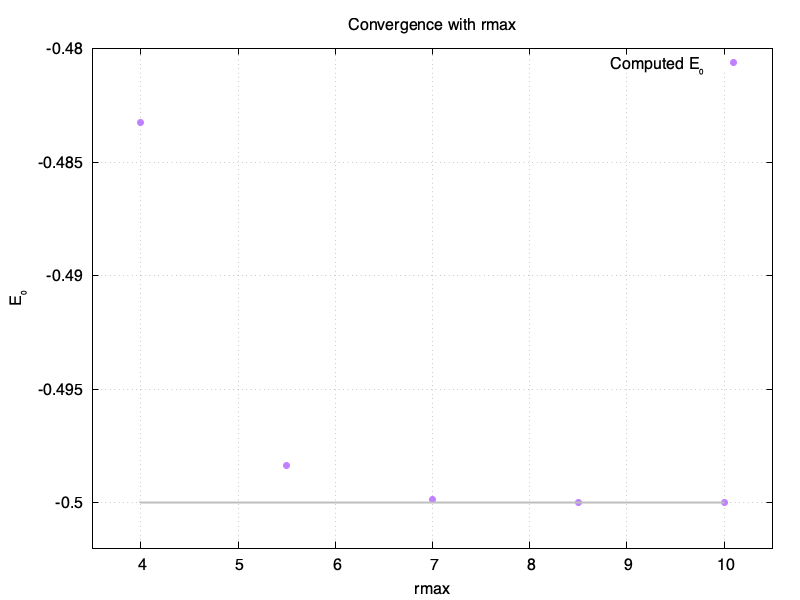 Convergence with rmax
Computed E₀
-0.48
-0.485
-0.49
-0.495
-0.5
E₀
4 5 6 7 8 9 10
rmax